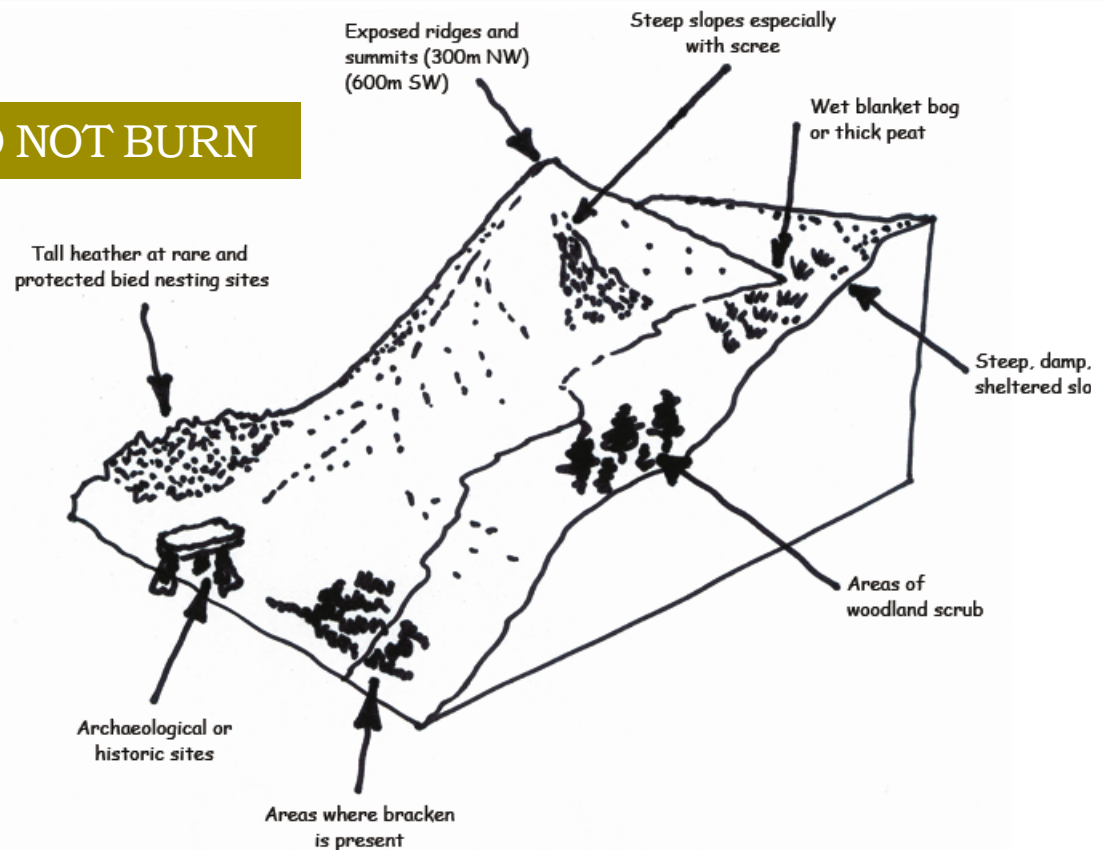 Exposed ridges and
summits (300m NW)
(600m SW)
Steep slopes especially
with scree
Wet blanket bog
or thick peat
NOT BURN
Tall heather at rare and
protected bied nesting sites
Steep, damp,
sheltered
Areas of
woodland scrub
Archaeological or
historic sites
Areas where bracken
is present